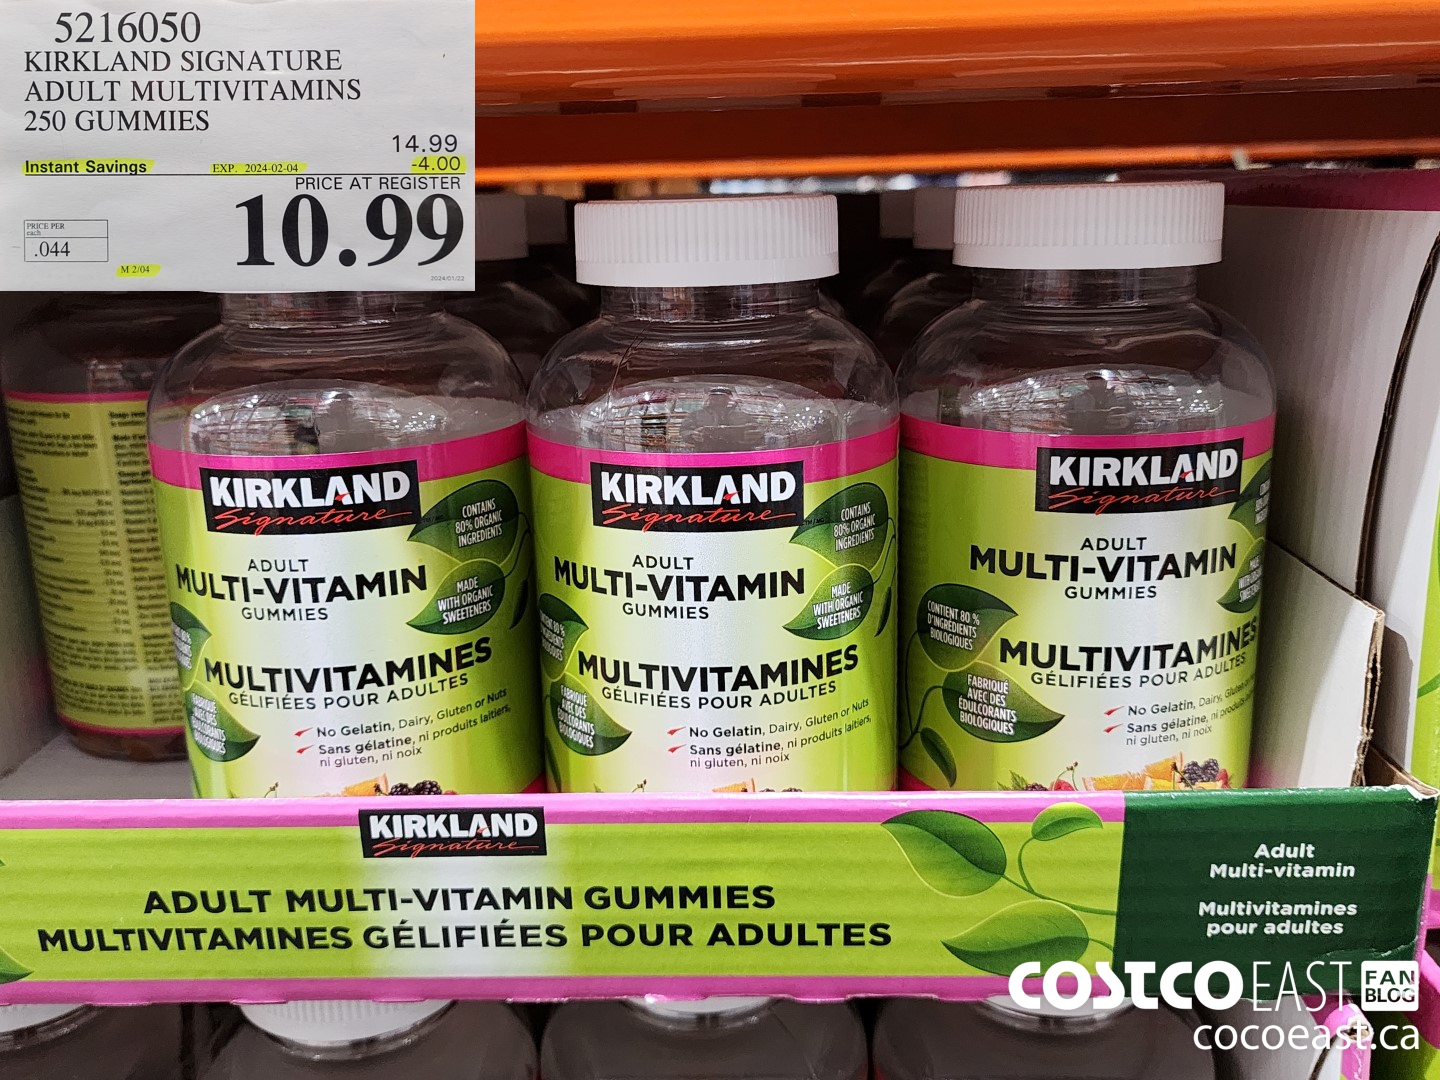 5216050
KIRKLAND SIGNATURE
ADULT MULTIVITAMINS
250 GUMMIES
14.99
Instant Savings EXP. 2024-02-04 -4.00
PRICE AT REGISTER
10.99
PRICE PER
each
.044
M 2/04
2024/01/22
KIRKLAND
Signature
CONTAINS
80% ORGANIC
INGREDIENTS
ADULT
MULTI-VITAMIN
GUMMIES
MADE
WITH ORGANIC
SWEETENERS
MULTIVITAMINES
GÉLIFIÉES POUR ADULTES
FABRIQUÉ
AVEC DES
ÉDULCORANTS
BIOLOGIQUES
No Gelatin, Dairy, Gluten or Nuts
Sans gélatine, ni produits laitiers,
ni gluten, ni noix
KIRKLAND
Signature
CONTAINS
80% ORGANIC
INGREDIENTS
ADULT
MULTI-VITAMIN
GUMMIES
MADE
WITH ORGANIC
SWEETENERS
MULTIVITAMINES
GÉLIFIÉES POUR ADULTES
FABRIQUÉ
AVEC DES
ÉDULCORANTS
BIOLOGIQUES
No Gelatin, Dairy, Gluten or Nuts
Sans gélatine, ni produits laitiers,
ni gluten, ni noix
KIRKLAND
Signature
ADULT
MULTI-VITAMIN
GUMMIES
CONTIENT 80 %
D'INGRÉDIENTS
BIOLOGIQUES
MULTIVITAMINES
GÉLIFIÉES POUR ADULTES
FABRIQUÉ
AVEC DES
ÉDULCORANTS
BIOLOGIQUES
No Gelatin, Dairy, Gluten
Sans gélatine, ni produits
ni gluten, ni noix
KIRKLAND
Signature
ADULT MULTI-VITAMIN GUMMIES
MULTIVITAMINES GÉLIFIÉES POUR ADULTES
Adult
Multi-vitamin
Multivitamines
pour adultes
COSTCO EAST FAN BLOG
cocoeast.ca